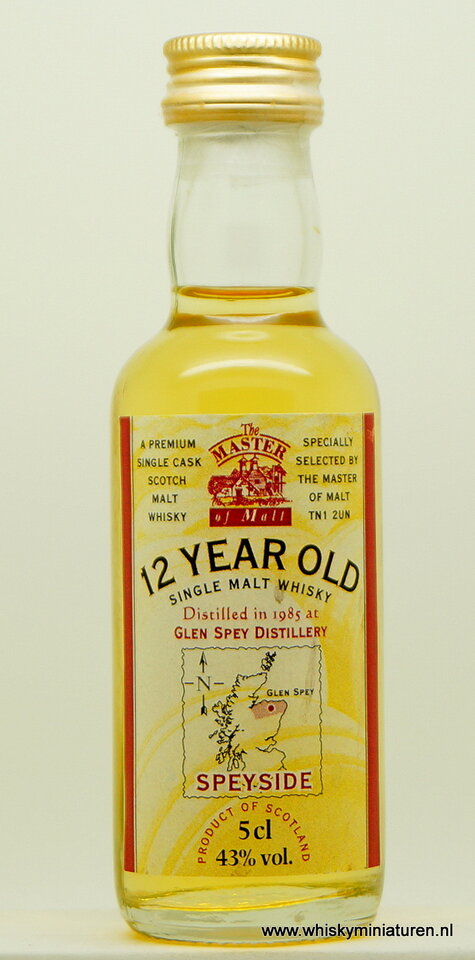 The
MASTER
of Malt
A PREMIUM
SINGLE CASK
SCOTCH
MALT
WHISKY
SPECIALLY
SELECTED BY
THE MASTER
OF MALT
TN1 2UN
12 YEAR OLD
SINGLE MALT WHISKY
Distilled in 1985 at
GLEN SPEY DISTILLERY
N
GLEN SPEY
SPEYSIDE
PRODUCT OF SCOTLAND
5cl
43% vol.
www.whiskyminiaturen.nl